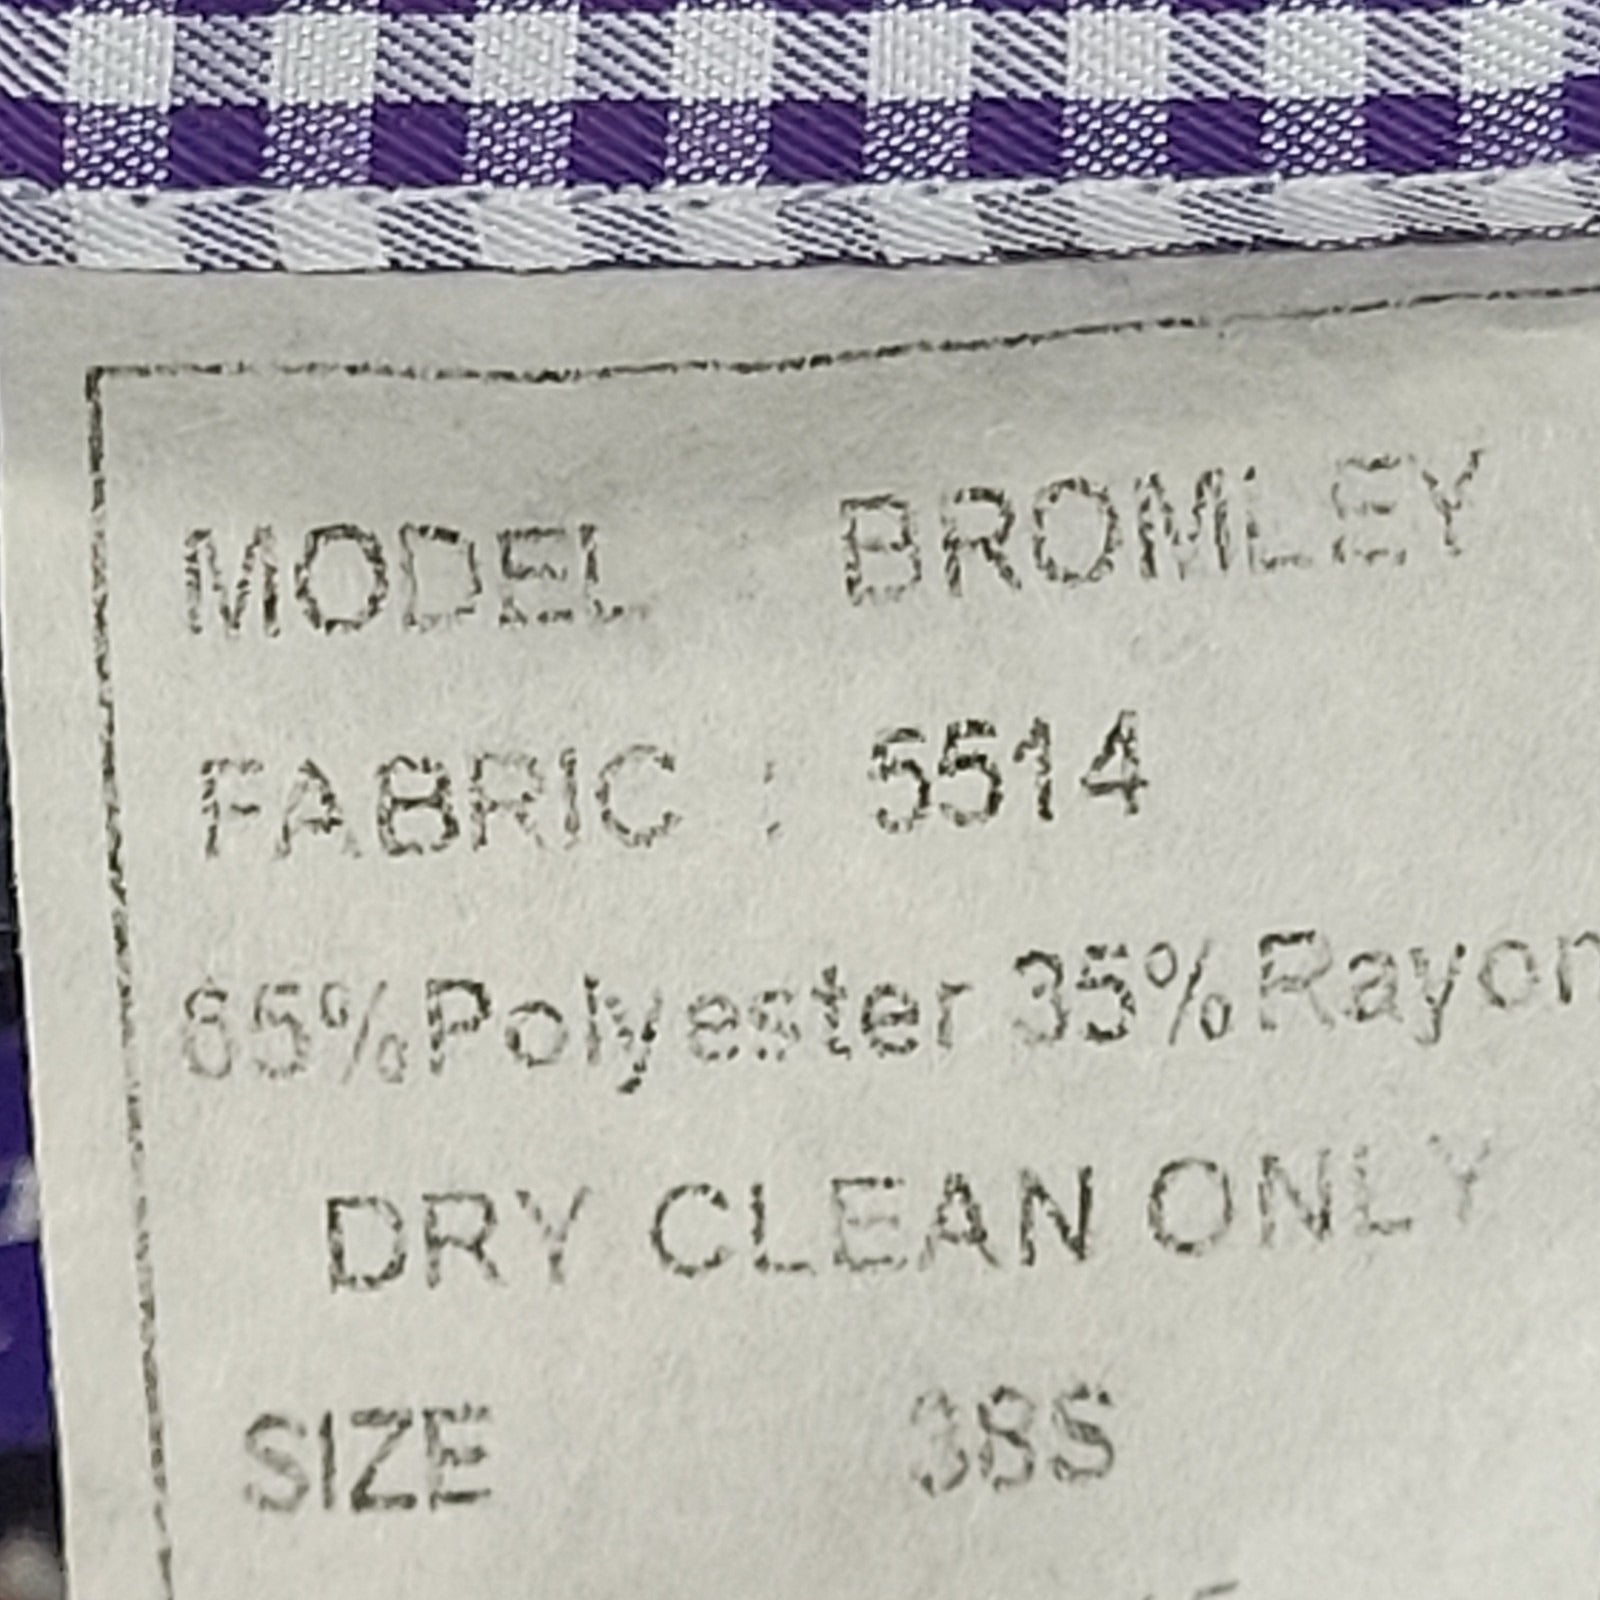 MODEL BROMLEY
FABRIC : 5514
65%Polyester 35%Rayon
DRY CLEAN ONLY
SIZE 38S